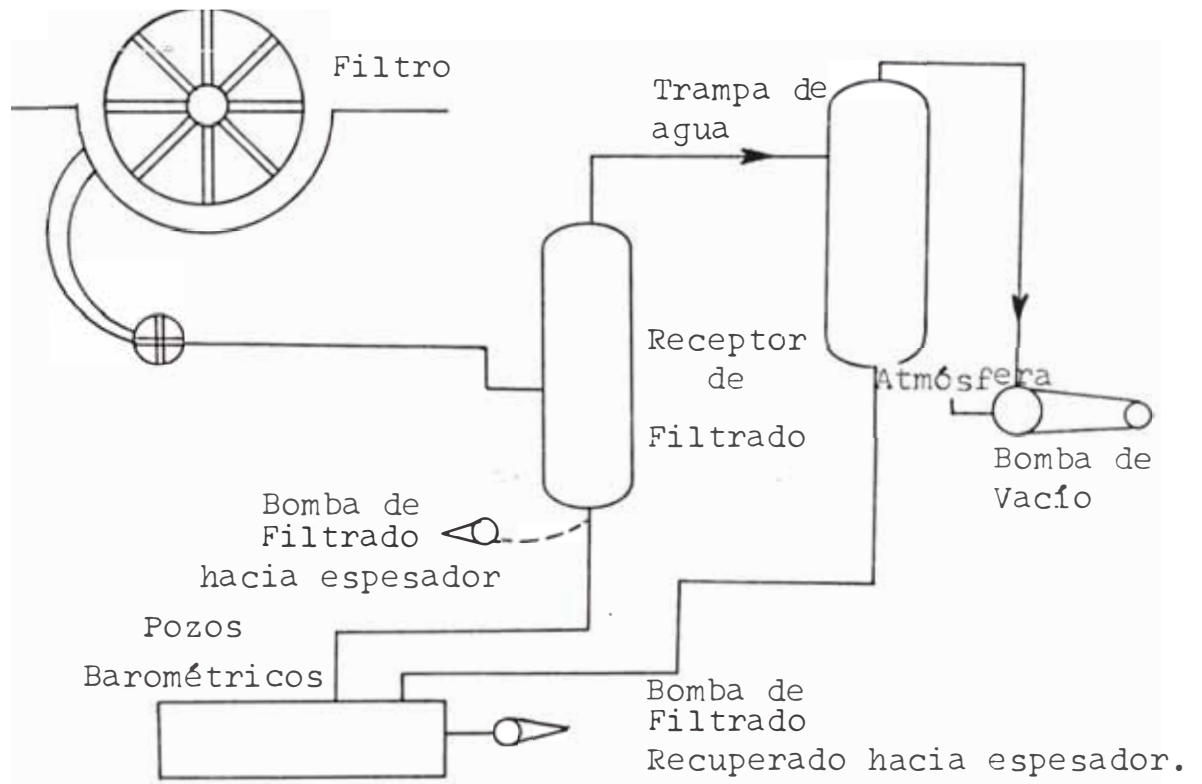 Filtro
Trampa de
agua
Receptor
de
Filtrado
Atmósfera
Bomba de
Vacío
Bomba de
Filtrado
hacia espesador
Pozos
Barométricos
Bomba de
Filtrado
Recuperado hacia espesador.